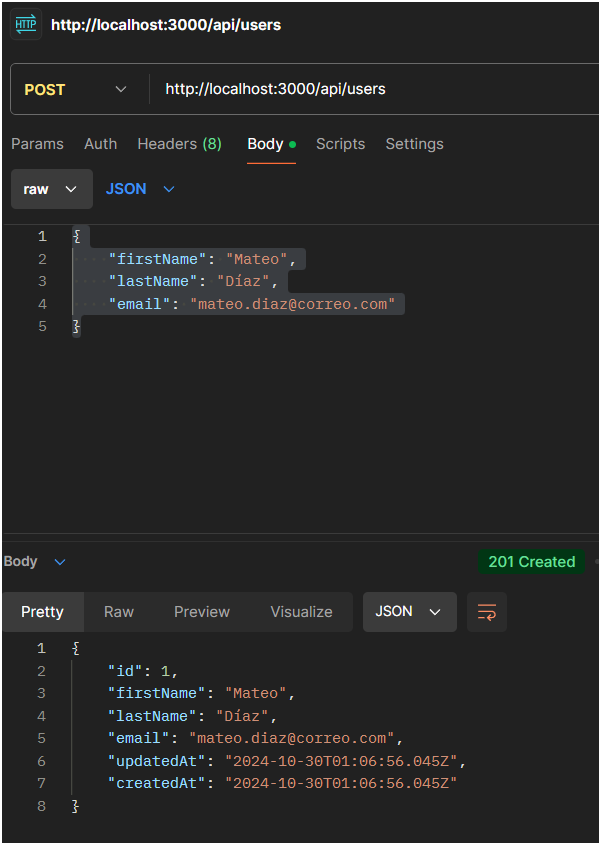 HTTP http://localhost:3000/api/users
POST http://localhost:3000/api/users
Params Auth Headers (8) Body Scripts Settings
raw JSON
1 {
2 "firstName": "Mateo",
3 "lastName": "Díaz",
4 "email": "mateo.diaz@correo.com"
5 }
Body 201 Created
Pretty Raw Preview Visualize JSON
1 {
2 "id": 1,
3 "firstName": "Mateo",
4 "lastName": "Díaz",
5 "email": "mateo.diaz@correo.com",
6 "updatedAt": "2024-10-30T01:06:56.045Z",
7 "createdAt": "2024-10-30T01:06:56.045Z"
8 }